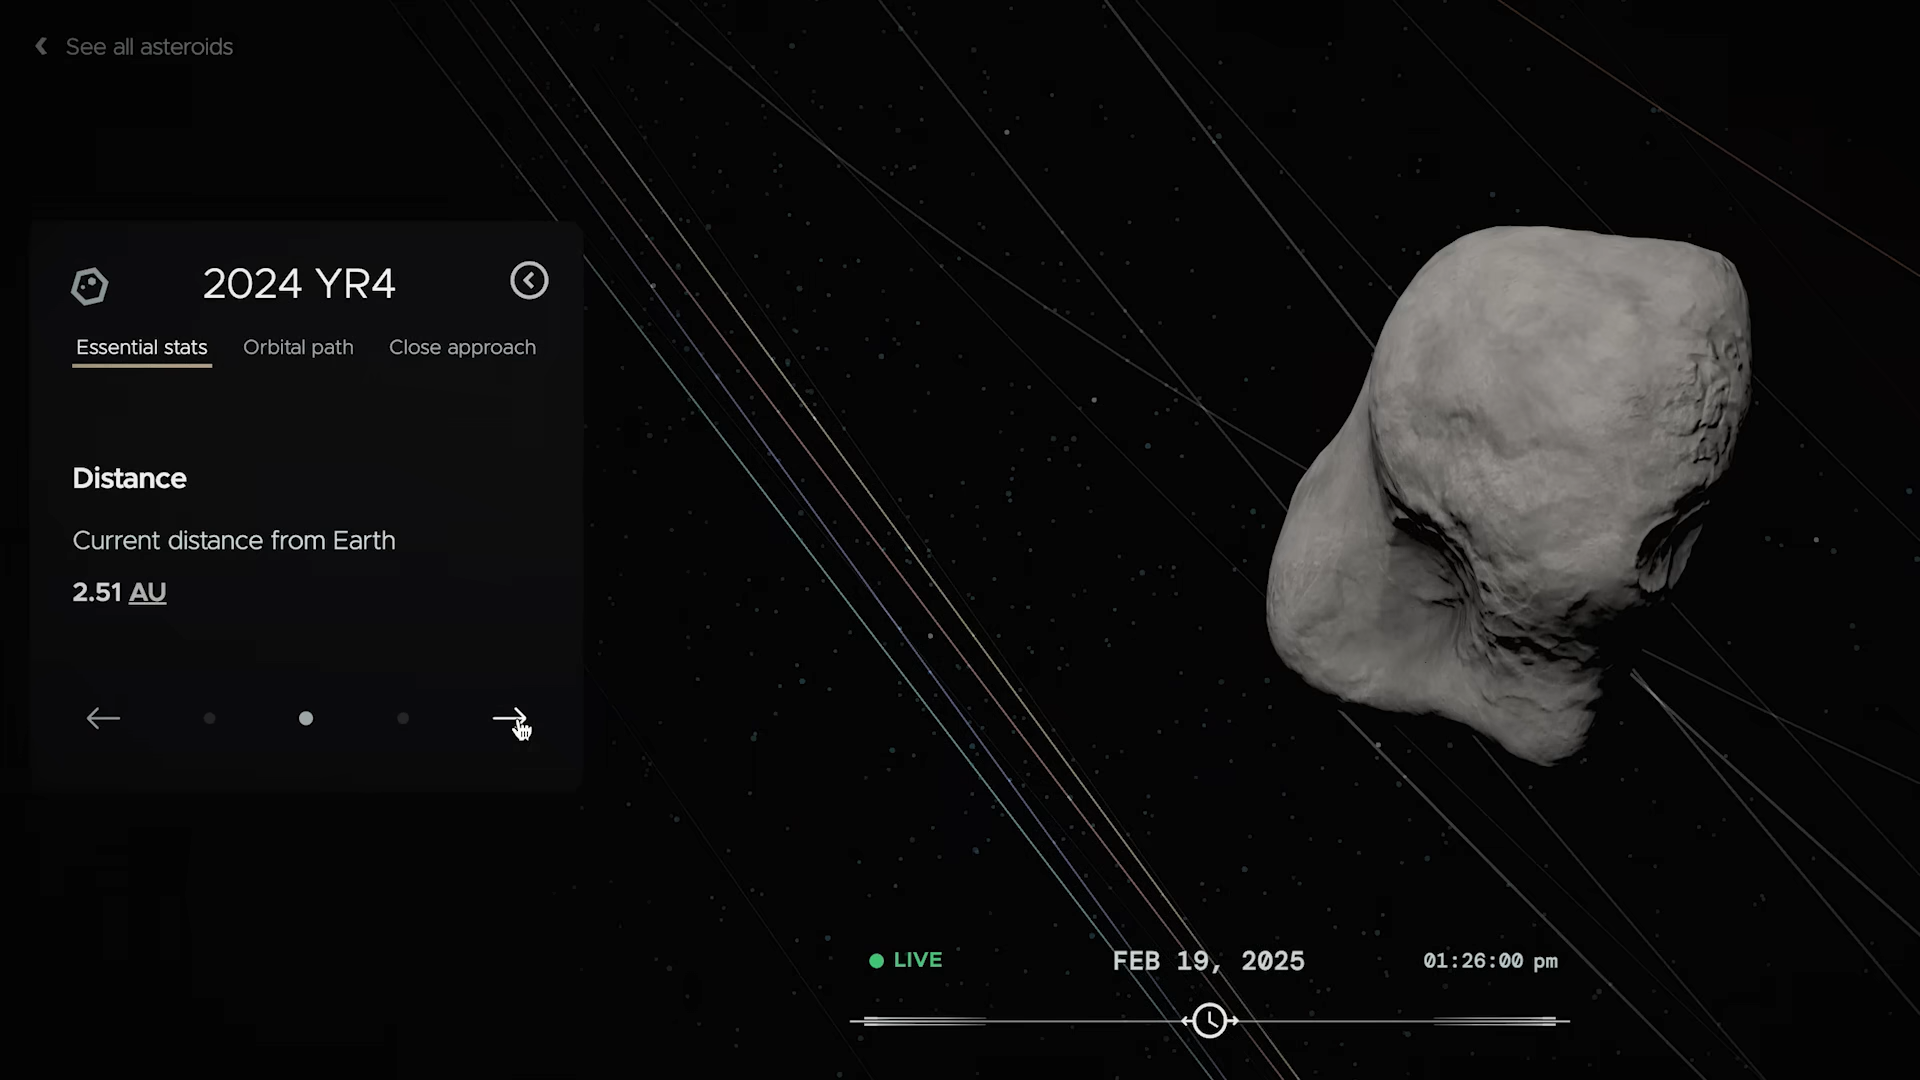 See all asteroids
2024 YR4
Essential stats Orbital path Close approach
Distance
Current distance from Earth
2.51 AU
LIVE FEB 19, 2025 01:26:00 pm